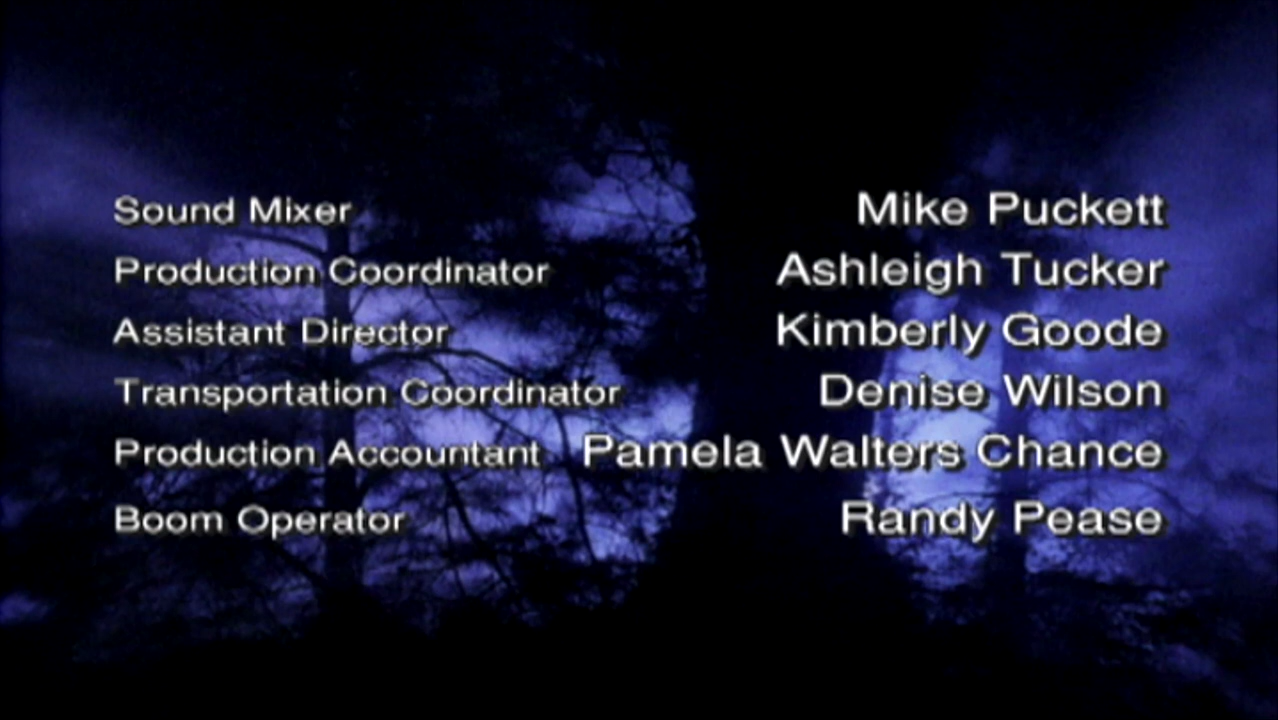 Sound Mixer Mike Puckett
Production Coordinator Ashleigh Tucker
Assistant Director Kimberly Goode
Transportation Coordinator Denise Wilson
Production Accountant Pamela Walters Chance
Boom Operator Randy Pease